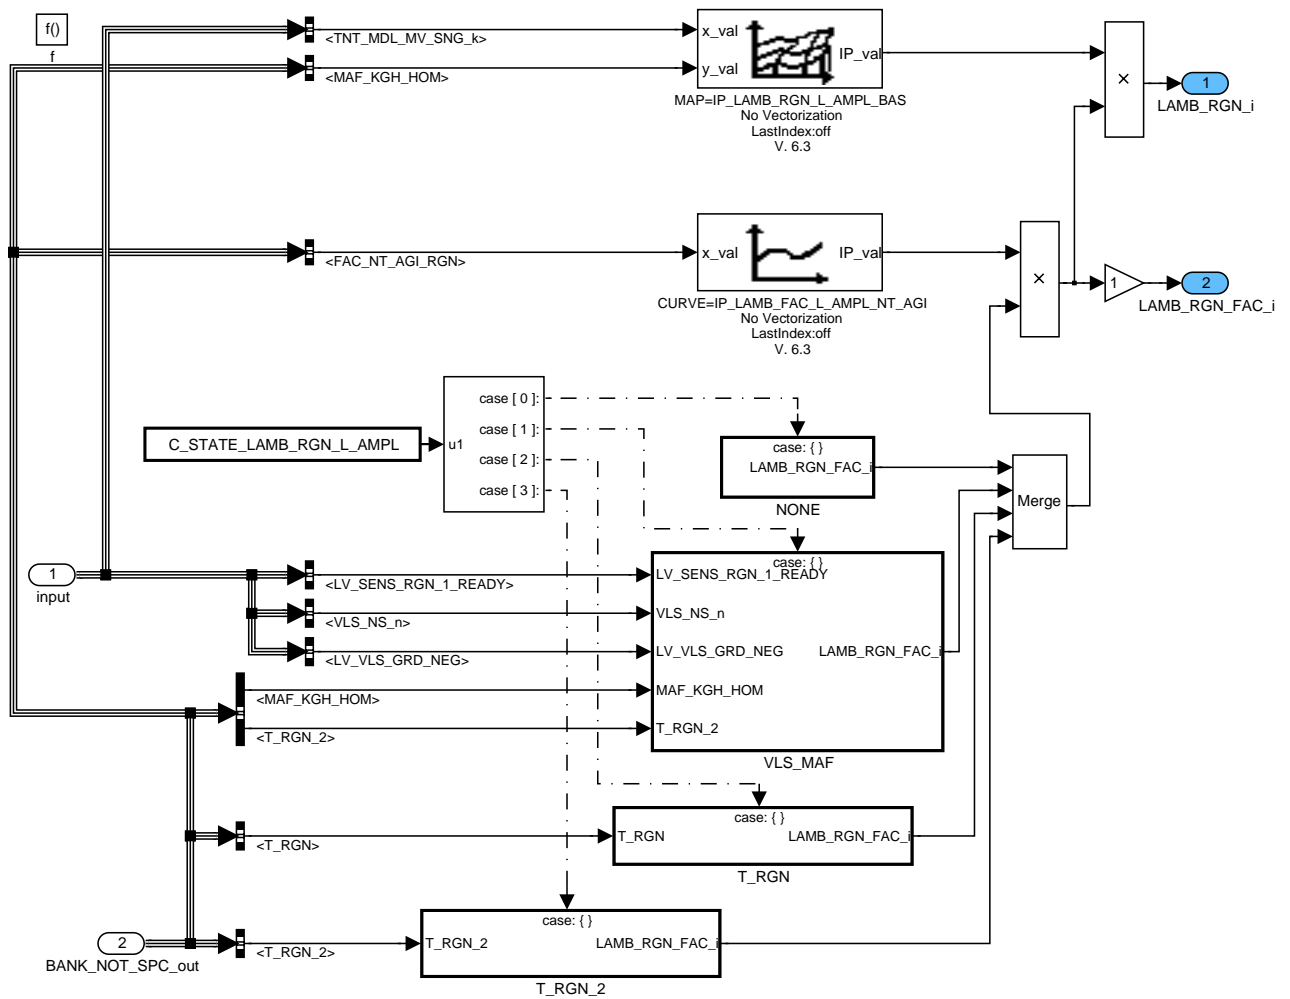 f()
f
<TNT_MDL_MV_SNG_k>
<MAF_KGH_HOM>
x_val
y_val
IP_val
MAP=IP_LAMB_RGN_L_AMPL_BAS
No Vectorization
LastIndex:off
V. 6.3
×
1
LAMB_RGN_i
<FAC_NT_AGI_RGN>
x_val
IP_val
CURVE=IP_LAMB_FAC_L_AMPL_NT_AGI
No Vectorization
LastIndex:off
V. 6.3
×
1
2
LAMB_RGN_FAC_i
C_STATE_LAMB_RGN_L_AMPL
u1
case [ 0 ]:
case [ 1 ]:
case [ 2 ]:
case [ 3 ]:
case: { }
LAMB_RGN_FAC_i
NONE
Merge
1
input
<LV_SENS_RGN_1_READY>
<VLS_NS_n>
<LV_VLS_GRD_NEG>
<MAF_KGH_HOM>
<T_RGN_2>
case: { }
LV_SENS_RGN_1_READY
VLS_NS_n
LV_VLS_GRD_NEG
LAMB_RGN_FAC_i
MAF_KGH_HOM
T_RGN_2
VLS_MAF
<T_RGN>
case: { }
T_RGN
LAMB_RGN_FAC_i
T_RGN
2
BANK_NOT_SPC_out
<T_RGN_2>
case: { }
T_RGN_2
LAMB_RGN_FAC_i
T_RGN_2